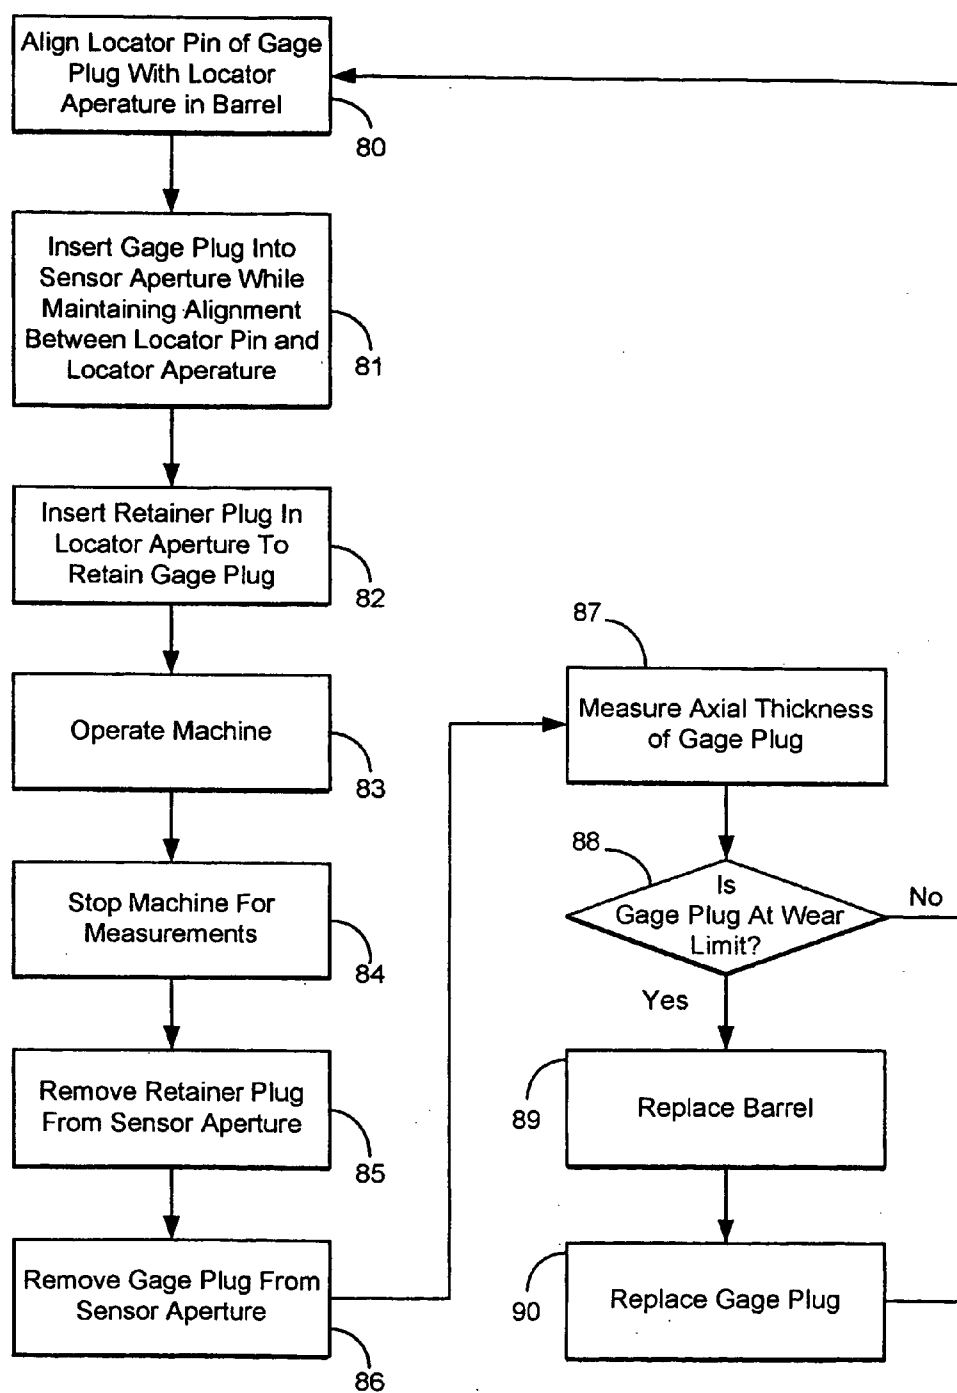 Align Locator Pin of Gage
Plug With Locator
Aperature in Barrel
80
Insert Gage Plug Into
Sensor Aperture While
Maintaining Alignment
Between Locator Pin and
Locator Aperature
81
Insert Retainer Plug In
Locator Aperture To
Retain Gage Plug
82
Operate Machine
83
Stop Machine For
Measurements
84
Remove Retainer Plug
From Sensor Aperture
85
Remove Gage Plug From
Sensor Aperture
86
87
Measure Axial Thickness
of Gage Plug
88
Is
Gage Plug At Wear
Limit?
No
Yes
Replace Barrel
89
Replace Gage Plug
90